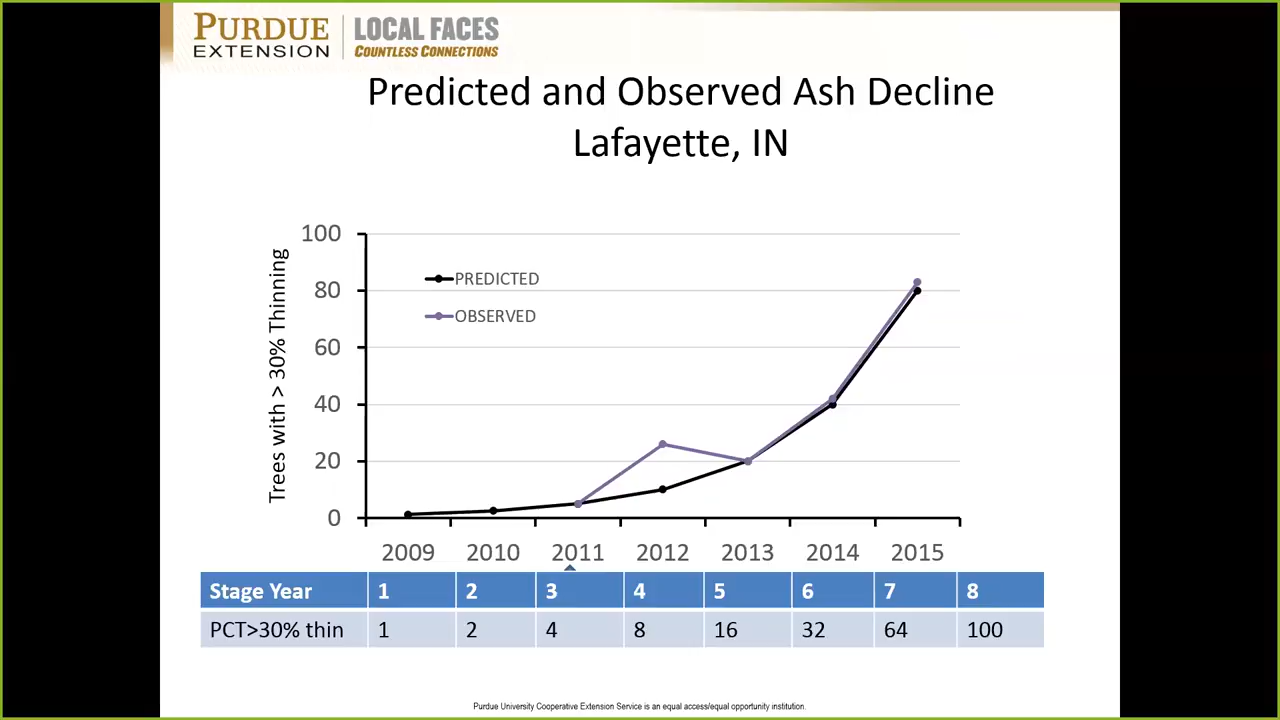 PURDUE
EXTENSION
LOCAL FACES
COUNTLESS CONNECTIONS
Predicted and Observed Ash Decline
Lafayette, IN
Trees with > 30% Thinning
100
80
60
40
20
0
PREDICTED
OBSERVED
2009 2010 2011 2012 2013 2014 2015
Stage Year 1 2 3 4 5 6 7 8
PCT>30% thin 1 2 4 8 16 32 64 100
Purdue University Cooperative Extension Service is an equal access/equal opportunity institution.